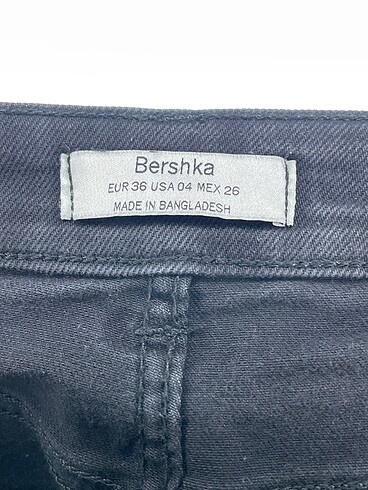 Bershka
EUR 36 USA 04 MEX 26
MADE IN BANGLADESH